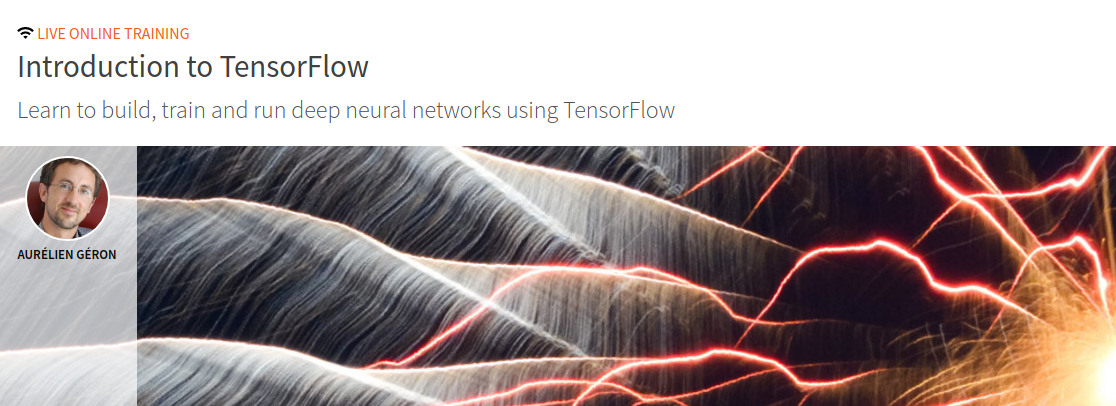 LIVE ONLINE TRAINING
Introduction to TensorFlow
Learn to build, train and run deep neural networks using TensorFlow
AURÉLIEN GÉRON